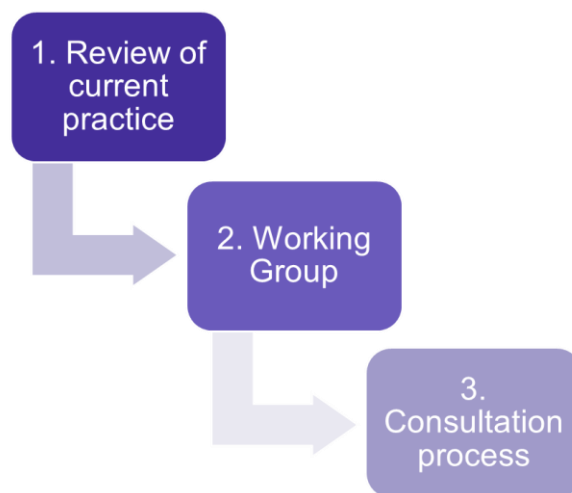 1. Review of
current
practice
2. Working
Group
3.
Consultation
process